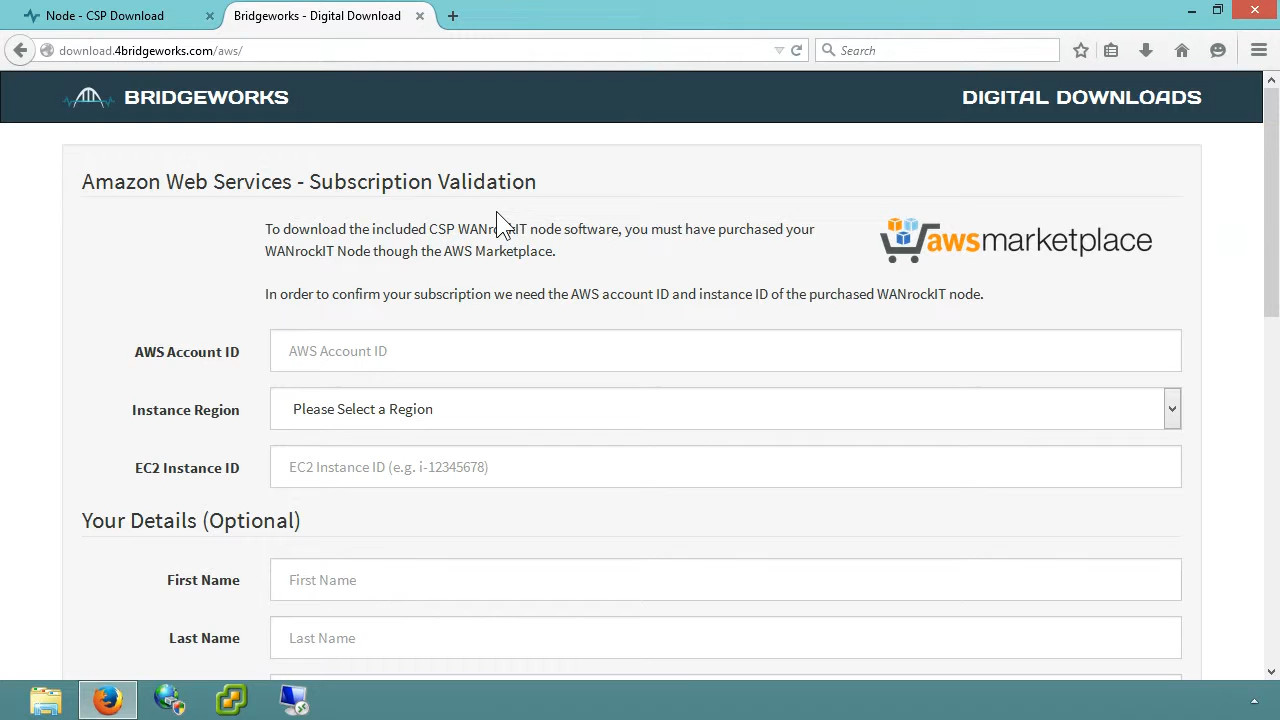 Node - CSP Download
Bridgeworks - Digital Download
download.4bridgeworks.com/aws/
Search
BRIDGEWORKS
DIGITAL DOWNLOADS
Amazon Web Services - Subscription Validation
To download the included CSP WANrockIT node software, you must have purchased your
WANrockIT Node though the AWS Marketplace.
awsmarketplace
In order to confirm your subscription we need the AWS account ID and instance ID of the purchased WANrockIT node.
AWS Account ID
AWS Account ID
Instance Region
Please Select a Region
EC2 Instance ID
EC2 Instance ID (e.g. i-12345678)
Your Details (Optional)
First Name
First Name
Last Name
Last Name